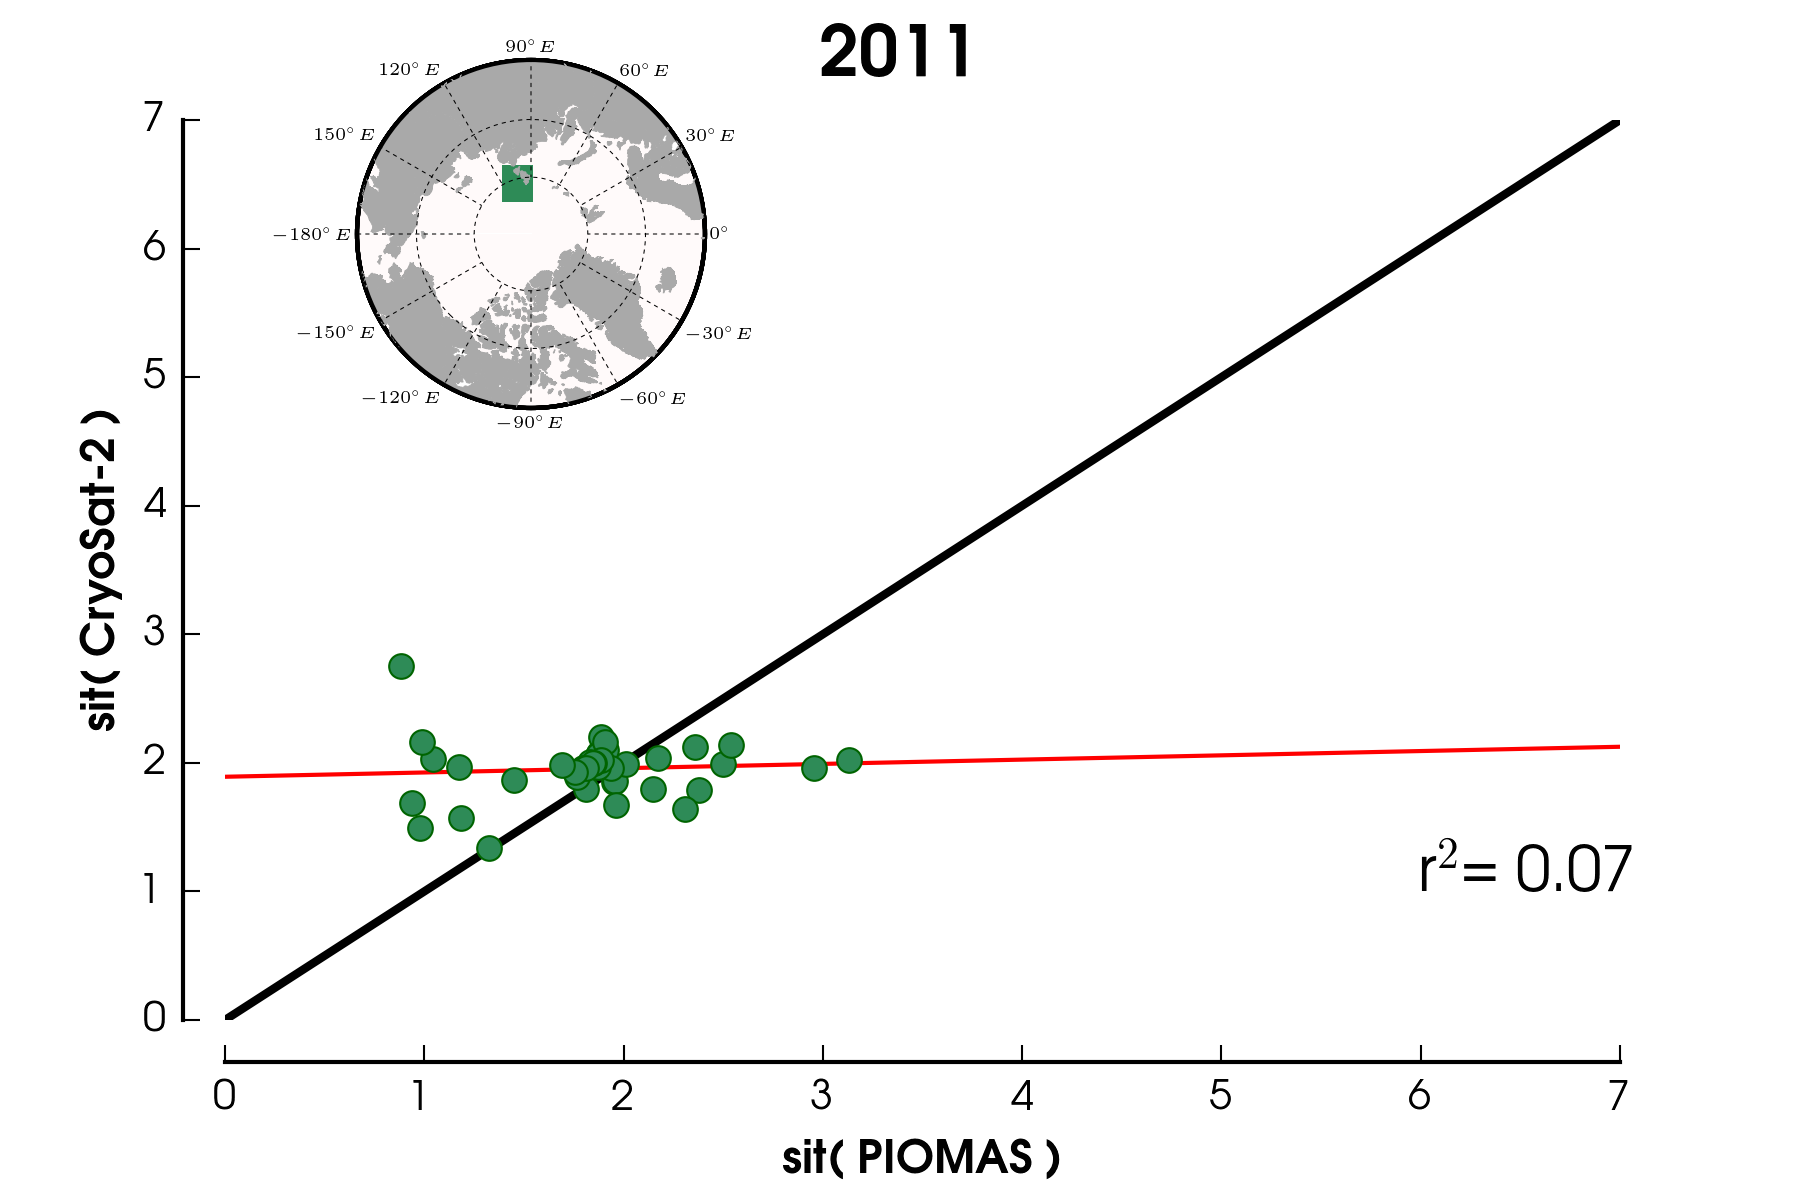 2011
90° E
120° E
60° E
150° E
30° E
−180° E
0°
−150° E
−30° E
−120° E
−60° E
−90° E
7
6
5
4
3
2
1
0
sit( CryoSat-2 )
r²= 0.07
0 1 2 3 4 5 6 7
sit( PIOMAS )